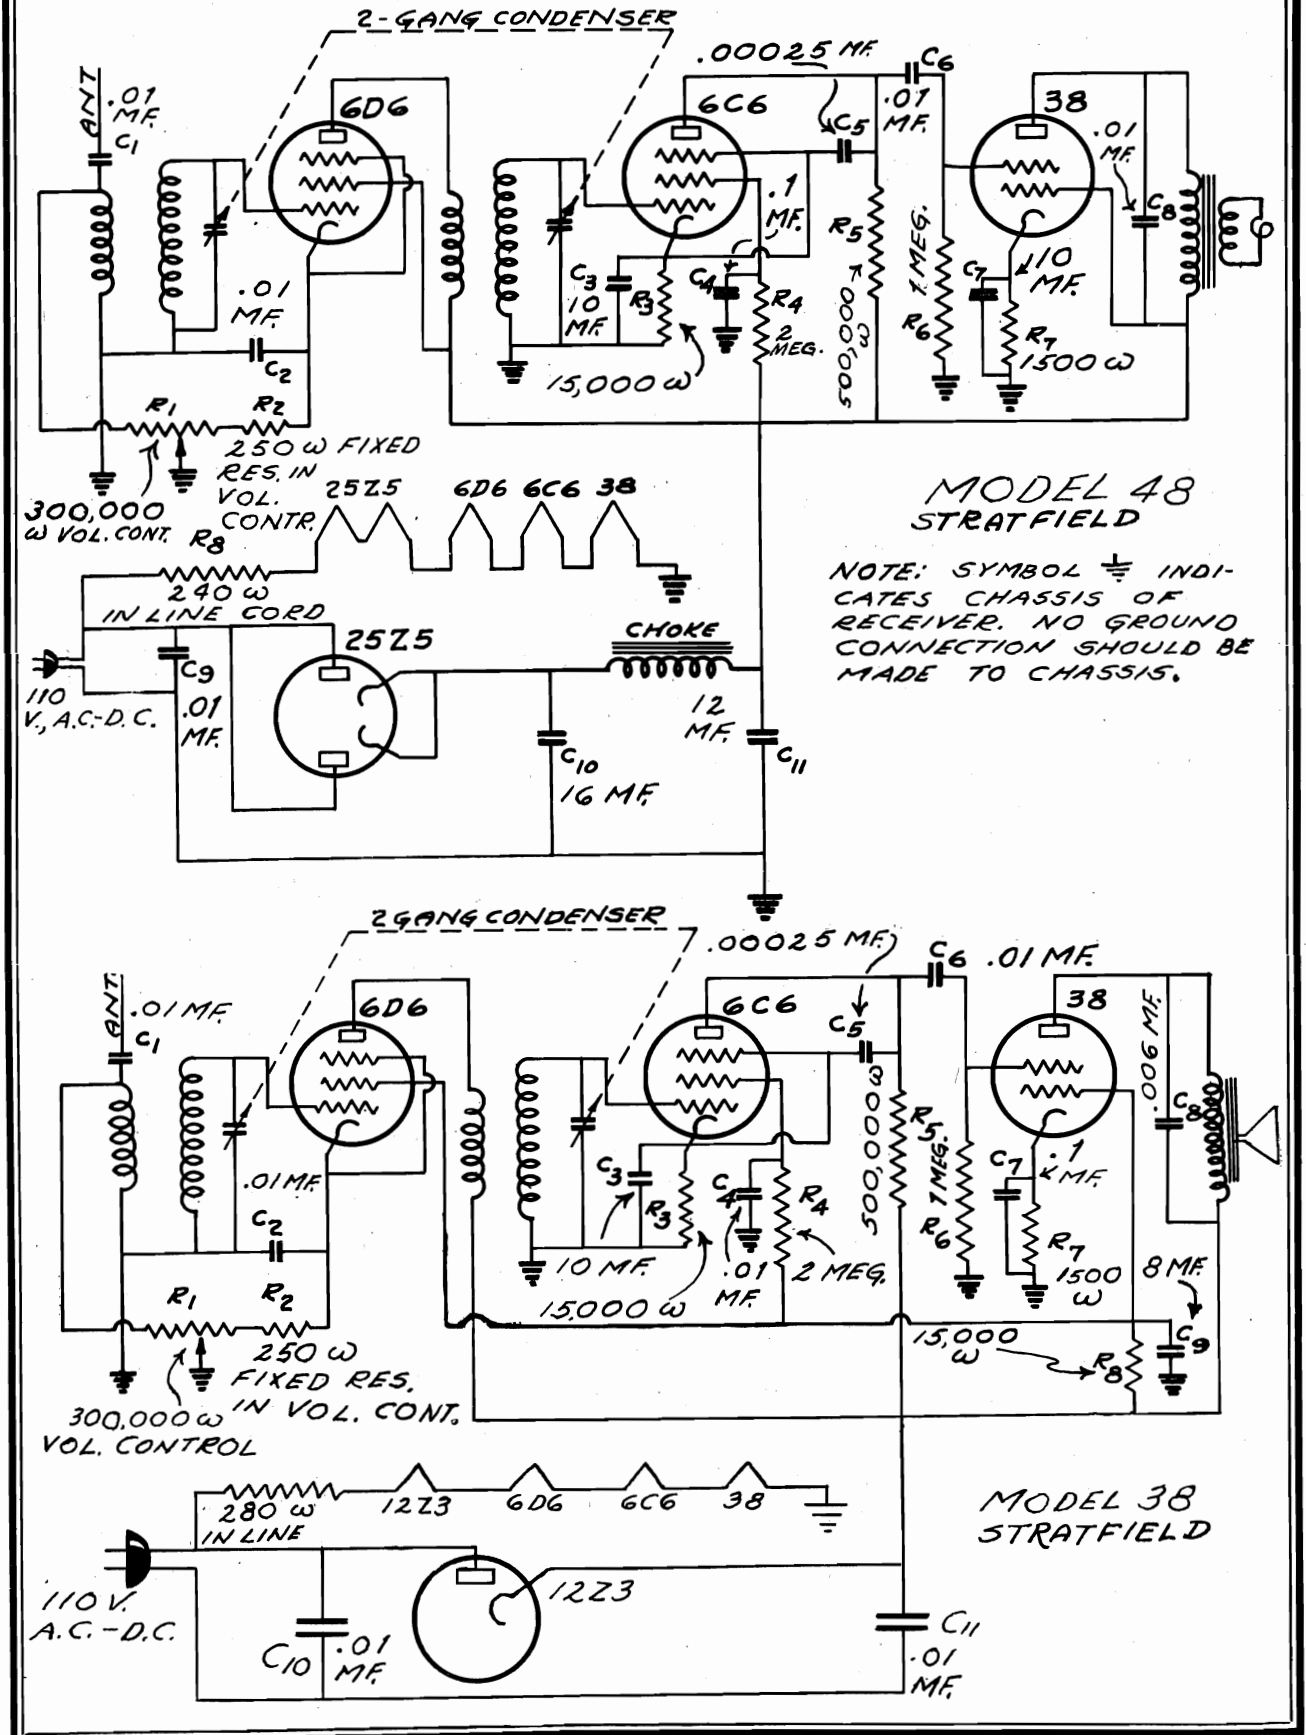 2-GANG CONDENSER
ANT
.01
MF.
C1
6D6
.00025 MF.
6C6
C5
C6
.01
MF.
38
.01
MF.
C8
.1
MF.
R5
500,000
ω
1 MEG.
R6
C7
10
MF.
R7
1500 ω
.01
MF.
C2
C3
10
MF.
R3
C4
R4
2
MEG.
15,000 ω
R1
R2
250 ω FIXED
RES. IN
VOL.
CONTR.
300,000
ω VOL. CONT.
25Z5
6D6
6C6
38
R8
240 ω
IN LINE CORD
MODEL 48
STRATFIELD
NOTE: SYMBOL INDI-
CATES CHASSIS OF
RECEIVER. NO GROUND
CONNECTION SHOULD BE
MADE TO CHASSIS.
25Z5
CHOKE
110
V., A.C.-D.C.
C9
.01
MF.
C10
16 MF.
12
MF.
C11
2 GANG CONDENSER
ANT.
.01 MF.
C1
6D6
.00025 MF.
6C6
C5
C6
.01 MF.
38
.006 MF.
C8
.01 MF.
C2
C3
10 MF.
R3
15,000 ω
C4
.01
MF.
R4
2 MEG.
500,000 ω
R5
1 MEG.
R6
C7
.1
MF.
R7
1500
ω
8 MF.
C9
15,000
ω
R8
R1
R2
250 ω
FIXED RES.
IN VOL. CONT.
300,000 ω
VOL. CONTROL
280 ω
IN LINE
12Z3
6D6
6C6
38
MODEL 38
STRATFIELD
110 V.
A.C.-D.C.
12Z3
C10
.01
MF.
C11
.01
MF.